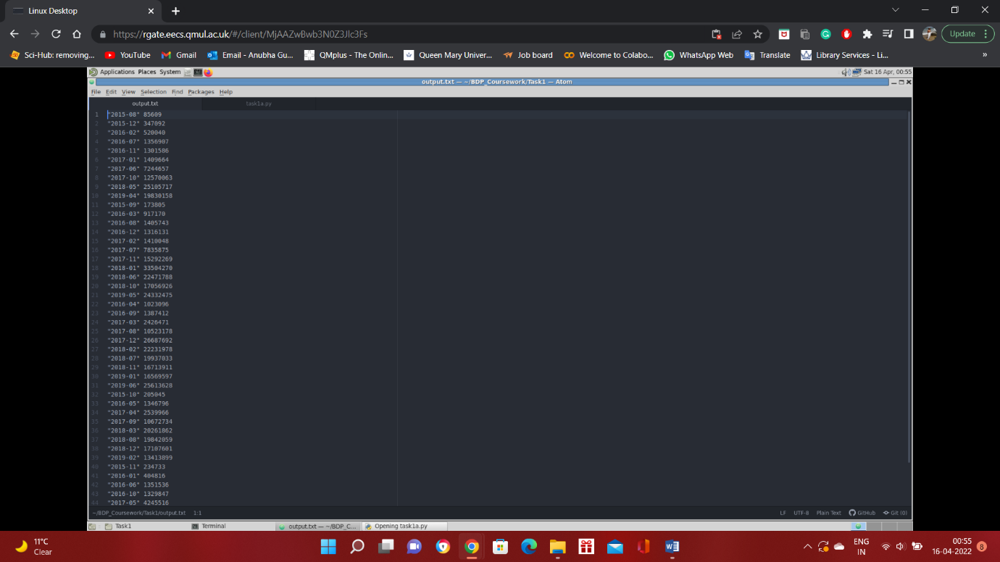 Linux Desktop
https://rgate.eecs.qmul.ac.uk/#/client/MjAAZwBwb3N0Z3Jlc3Fs
Update
Sci-Hub: removing...
YouTube
Gmail
Email - Anubha Gu...
QMplus - The Onlin...
Queen Mary Univer...
Job board
Welcome to Colabo...
WhatsApp Web
Translate
Library Services - Li...
»
Applications Places System
Sat 16 Apr, 00:55
output.txt — ~/BDP_Coursework/Task1 — Atom
File Edit View Selection Find Packages Help
output.txt
task1a.py
1 "2015-08" 85609
2 "2015-12" 347092
3 "2016-02" 520040
4 "2016-07" 1356907
5 "2016-11" 1301586
6 "2017-01" 1409664
7 "2017-06" 7244657
8 "2017-10" 12570063
9 "2018-05" 25105717
10 "2019-04" 19830158
11 "2015-09" 173805
12 "2016-03" 917170
13 "2016-08" 1405743
14 "2016-12" 1316131
15 "2017-02" 1410048
16 "2017-07" 7835875
17 "2017-11" 15292269
18 "2018-01" 33504270
19 "2018-06" 22471788
20 "2018-10" 17056926
21 "2019-05" 24332475
22 "2016-04" 1023096
23 "2016-09" 1387412
24 "2017-03" 2426471
25 "2017-08" 10523178
26 "2017-12" 26687692
27 "2018-02" 22231978
28 "2018-07" 19937033
29 "2018-11" 16713911
30 "2019-01" 16569597
31 "2019-06" 25613628
32 "2015-10" 205045
33 "2016-05" 1346796
34 "2017-04" 2539966
35 "2017-09" 10672734
36 "2018-03" 20261862
37 "2018-08" 19842059
38 "2018-12" 17107601
39 "2019-02" 13413899
40 "2015-11" 234733
41 "2016-01" 404816
42 "2016-06" 1351536
43 "2016-10" 1329847
44 "2017-05" 4245516
~/BDP_Coursework/Task1/output.txt 1:1
LF UTF-8 Plain Text GitHub Git (0)
Task1
Terminal
output.txt — ~/BDP_C...
Opening task1a.py
11°C
Clear
ENG
IN
00:55
16-04-2022
8